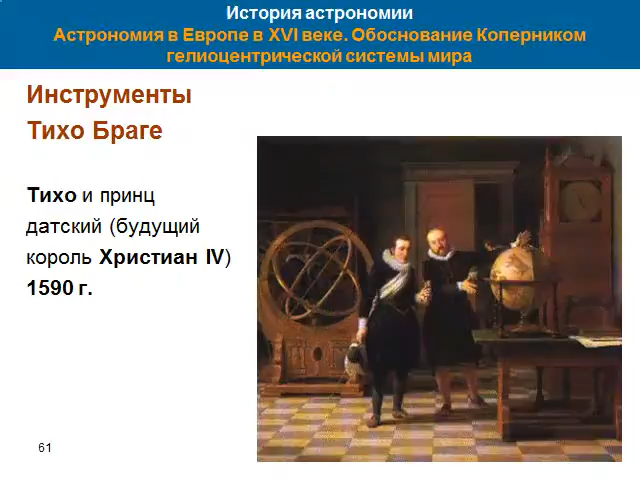 История астрономии
Астрономия в Европе в XVI веке. Обоснование Коперником
гелиоцентрической системы мира
Инструменты
Тихо Браге
Тихо и принц
датский (будущий
король Христиан IV)
1590 г.
61